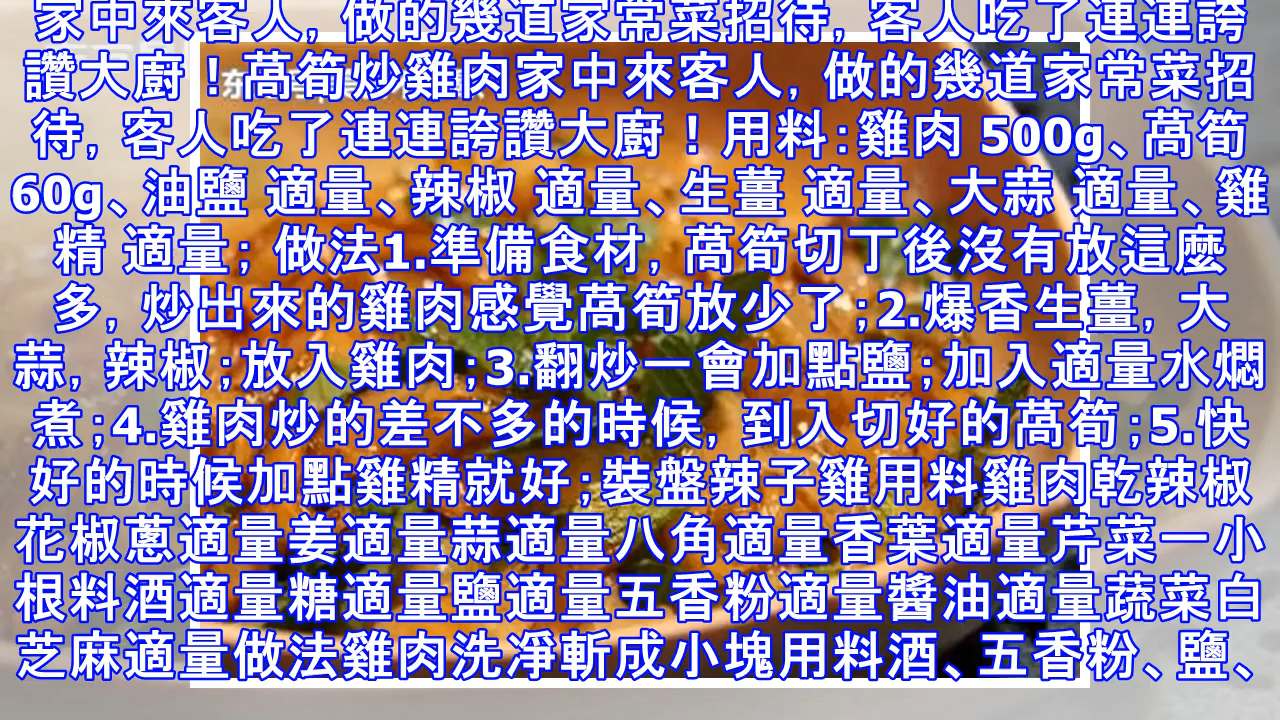 家中來客人, 做的幾道家常菜招待, 客人吃了連連誇
讚大廚！萵筍炒雞肉家中來客人, 做的幾道家常菜招
待, 客人吃了連連誇讚大廚！用料:雞肉 500g、萵筍
60g、油鹽 適量、辣椒 適量、生薑 適量、大蒜 適量、雞
精 適量; 做法1.準備食材, 萵筍切丁後沒有放這麼
多, 炒出來的雞肉感覺萵筍放少了;2.爆香生薑, 大
蒜, 辣椒;放入雞肉;3.翻炒一會加點鹽;加入適量水燜
煮;4.雞肉炒的差不多的時候, 到入切好的萵筍;5.快
好的時候加點雞精就好;裝盤辣子雞用料雞肉乾辣椒
花椒蔥適量姜適量蒜適量八角適量香葉適量芹菜一小
根料酒適量糖適量鹽適量五香粉適量醬油適量蔬菜白
芝麻適量做法雞肉洗淨斬成小塊用料酒、五香粉、鹽、